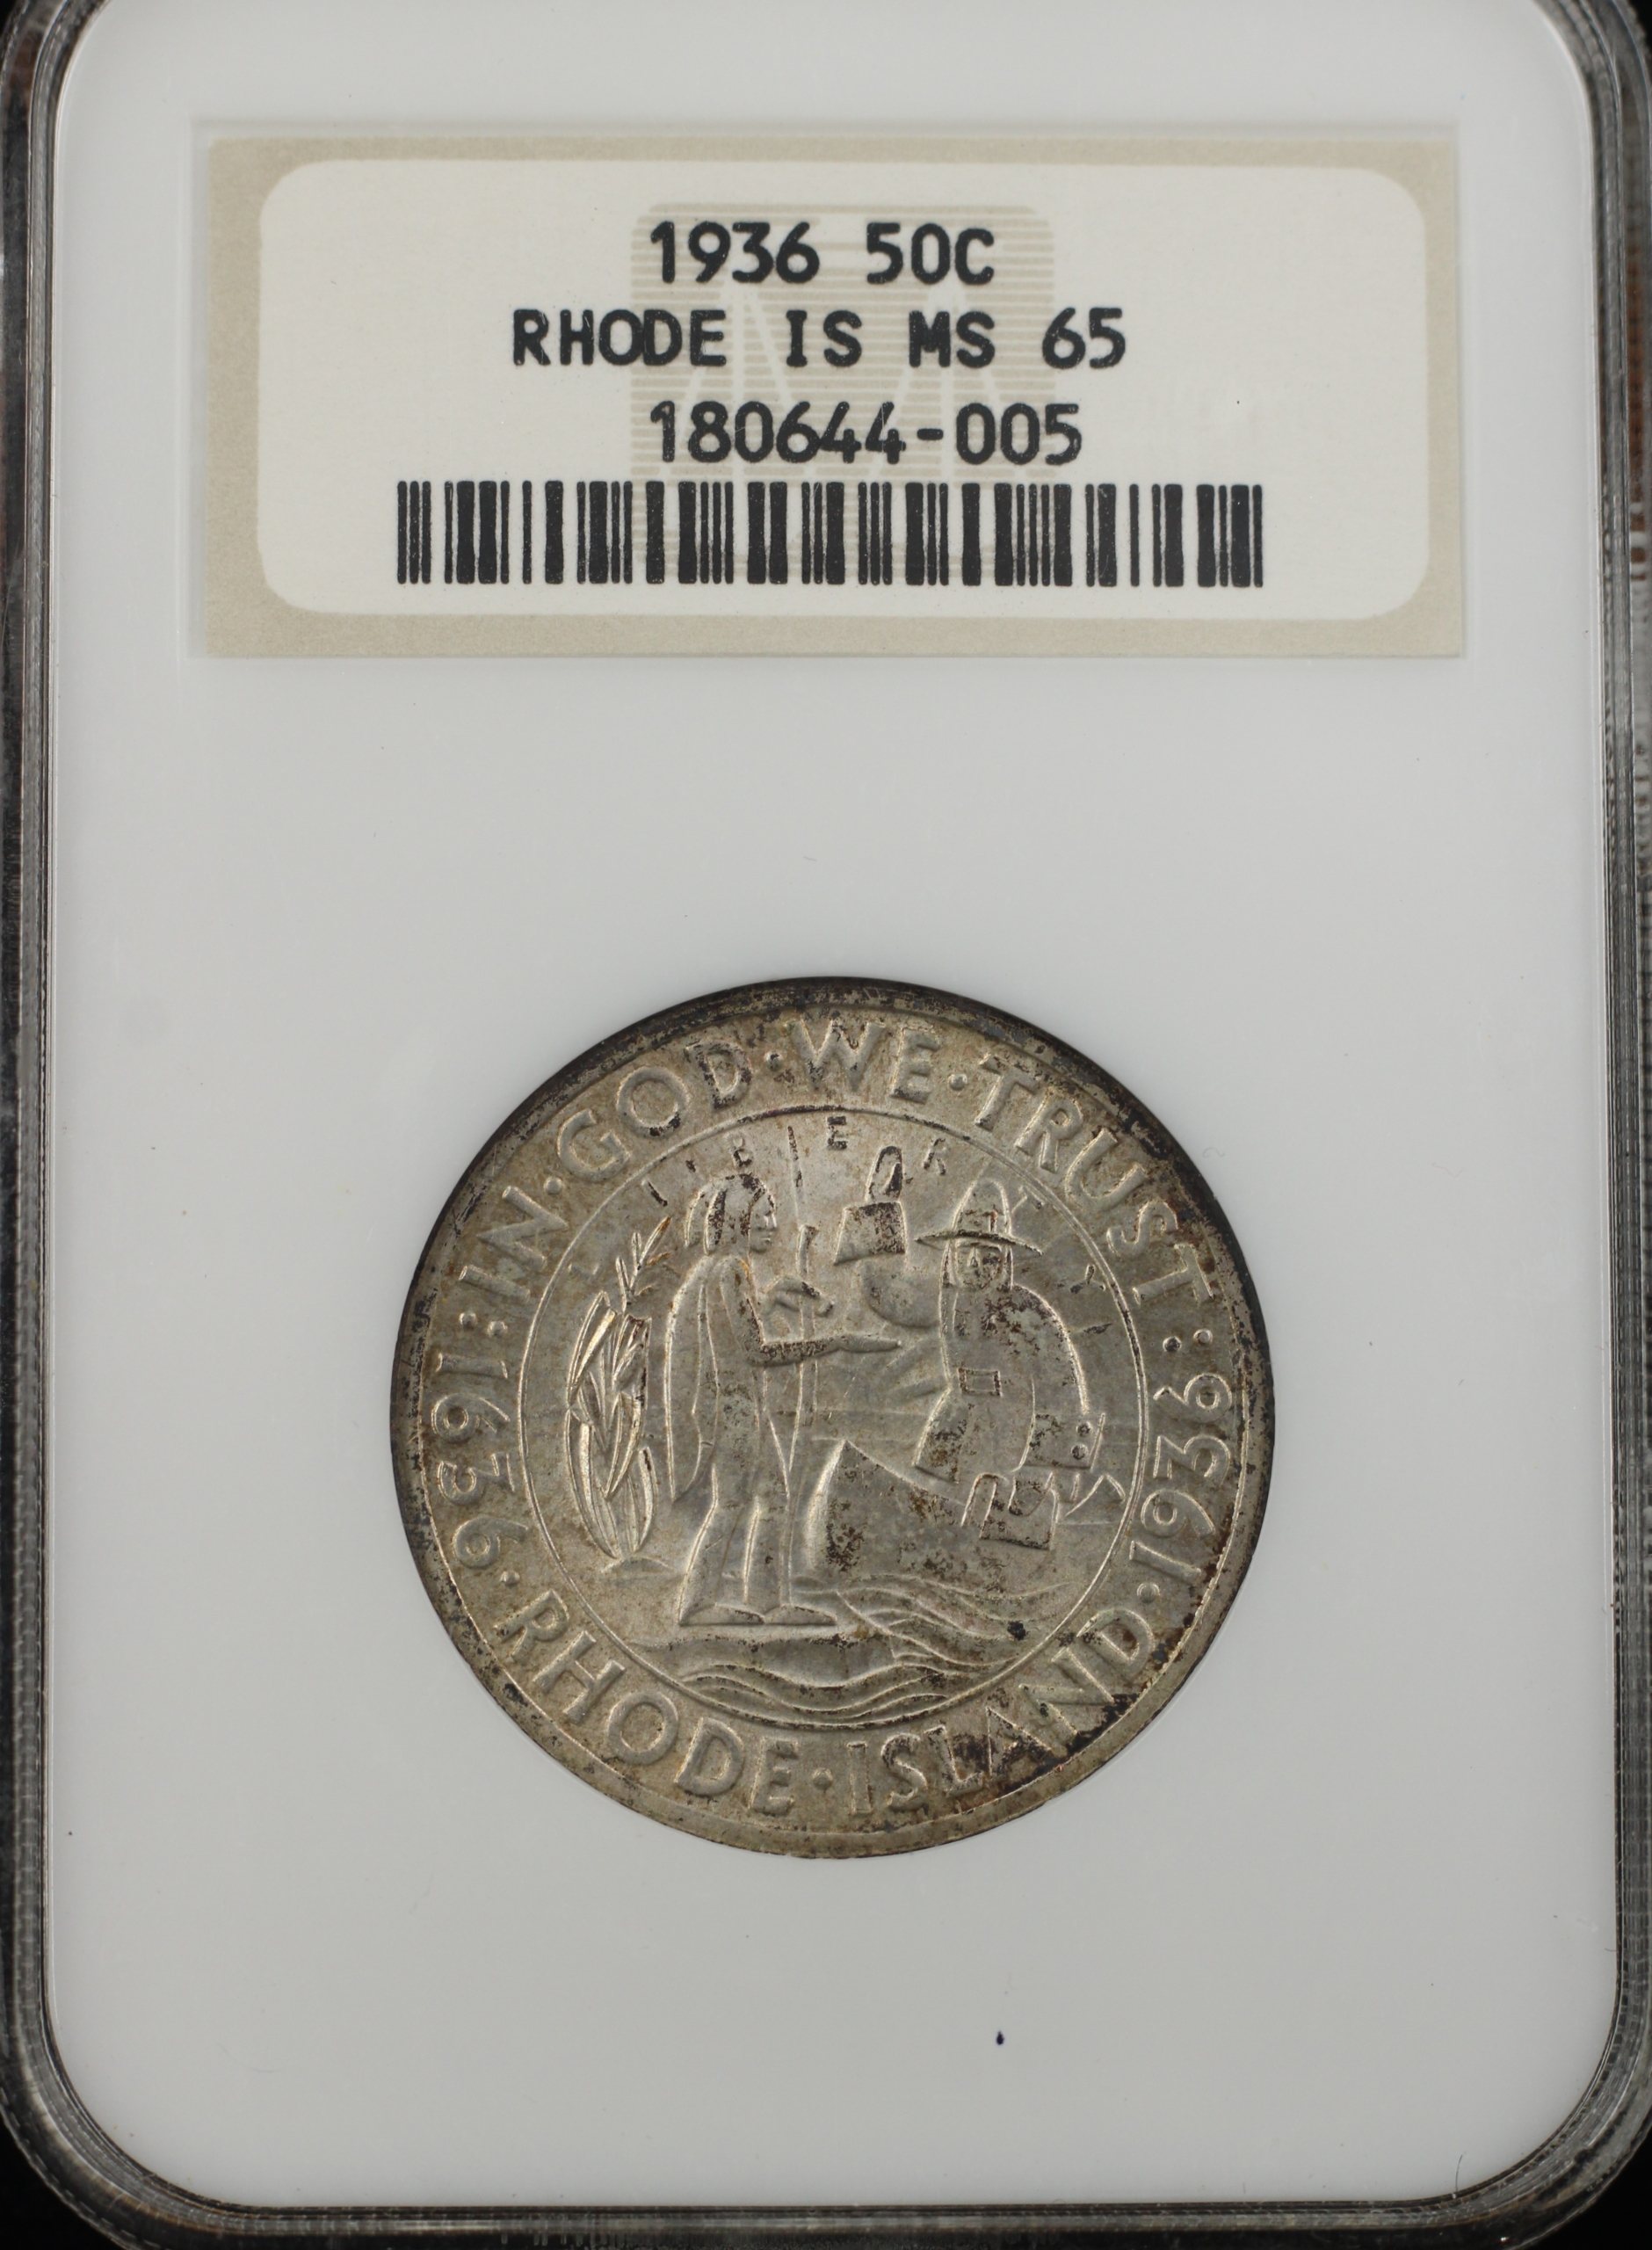 1936 50C
RHODE IS MS 65
180644-005
IN·GOD·WE·TRUST
LIBERTY
1636·RHODE·ISLAND·1936